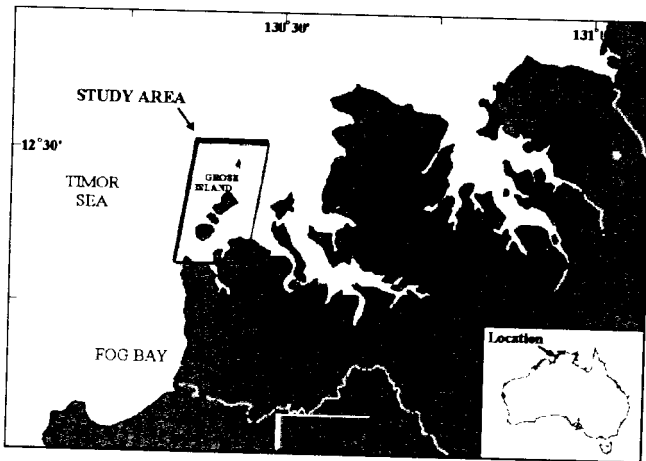 130°30'
131°
STUDY AREA
12°30'
GROSE
ISLAND
TIMOR
SEA
FOG BAY
Location